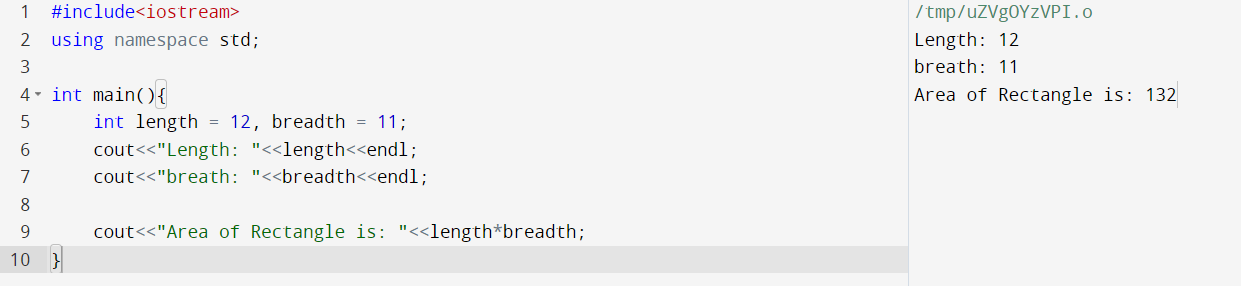 1 #include<iostream>
2 using namespace std;
3
4 int main(){
5     int length = 12, breadth = 11;
6     cout<<"Length: "<<length<<endl;
7     cout<<"breath: "<<breadth<<endl;
8
9     cout<<"Area of Rectangle is: "<<length*breadth;
10 }
/tmp/uZVgOYzVPI.o
Length: 12
breath: 11
Area of Rectangle is: 132